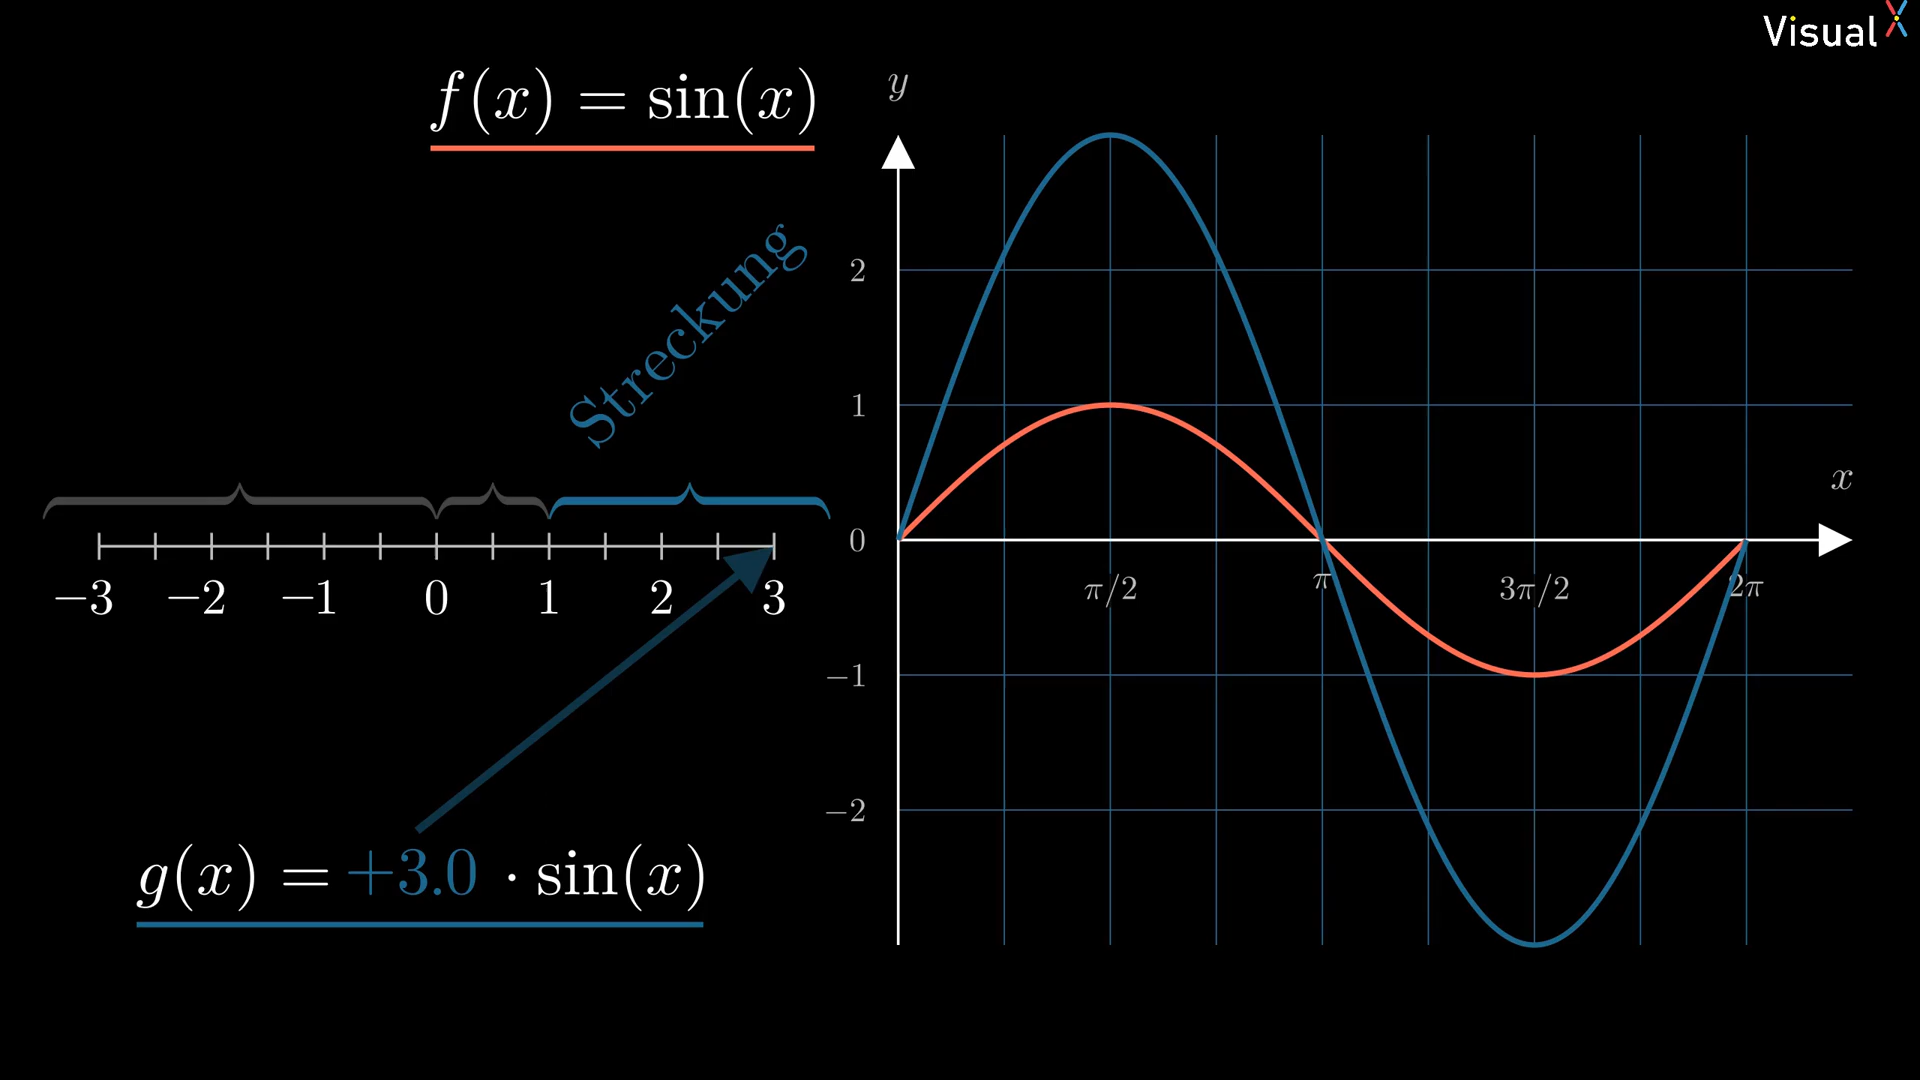 Visual X
f(x) = sin(x)
Streckung
−3 −2 −1 0 1 2 3
g(x) = +3.0 · sin(x)
y
2
1
0
−1
−2
x
π/2 π 3π/2 2π